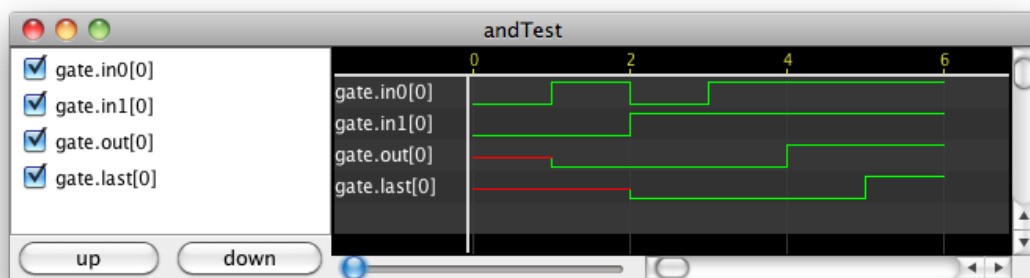 andTest
gate.in0[0]
gate.in1[0]
gate.out[0]
gate.last[0]
up down
0 2 4 6
gate.in0[0]
gate.in1[0]
gate.out[0]
gate.last[0]